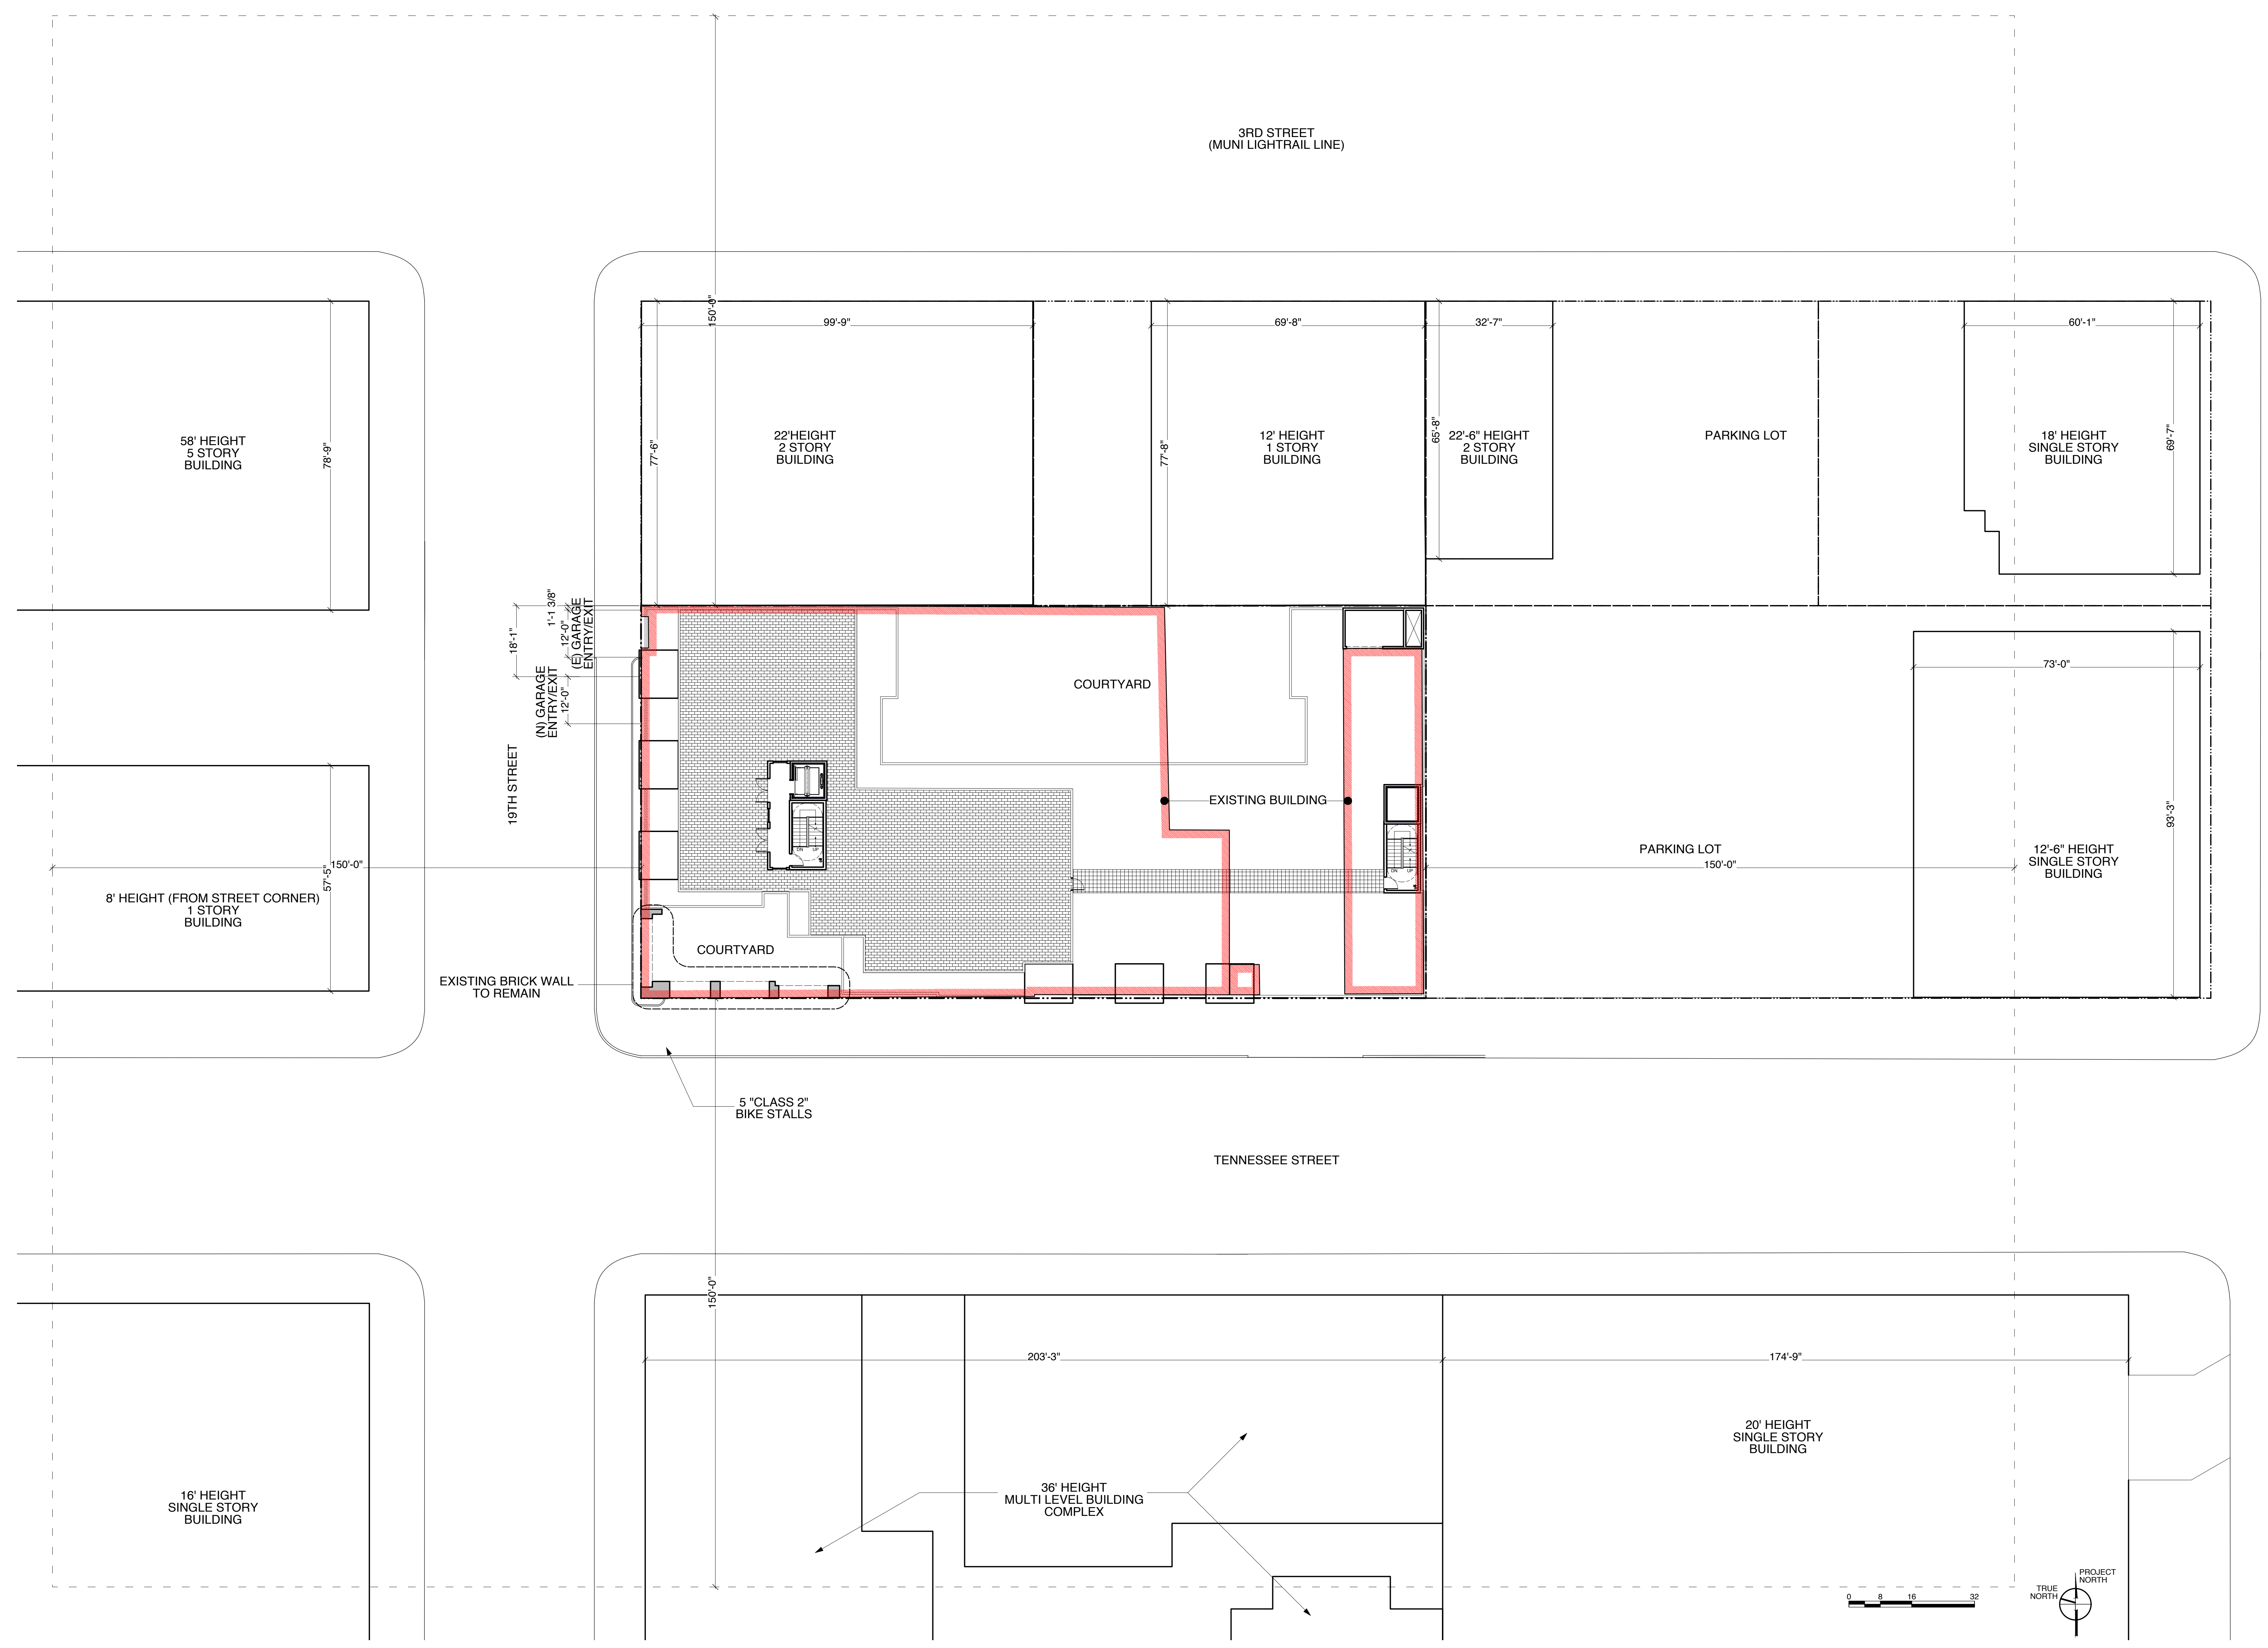 3RD STREET
(MUNI LIGHTRAIL LINE)
150'-0"
99'-9"
69'-8"
32'-7"
60'-1"
58' HEIGHT
5 STORY
BUILDING
78'-9"
77'-6"
22'HEIGHT
2 STORY
BUILDING
77'-8"
12' HEIGHT
1 STORY
BUILDING
65'-8"
22'-6" HEIGHT
2 STORY
BUILDING
PARKING LOT
18' HEIGHT
SINGLE STORY
BUILDING
69'-7"
18'-1"
1'-1 3/8"
12'-0"
(E) GARAGE
ENTRY/EXIT
(N) GARAGE
ENTRY/EXIT
12'-0"
19TH STREET
COURTYARD
73'-0"
EXISTING BUILDING
93'-3"
DN UP
DN UP
PARKING LOT
150'-0"
12'-6" HEIGHT
SINGLE STORY
BUILDING
150'-0"
57'-5"
8' HEIGHT (FROM STREET CORNER)
1 STORY
BUILDING
COURTYARD
EXISTING BRICK WALL
TO REMAIN
5 "CLASS 2"
BIKE STALLS
TENNESSEE STREET
150'-0"
203'-3"
174'-9"
20' HEIGHT
SINGLE STORY
BUILDING
36' HEIGHT
MULTI LEVEL BUILDING
COMPLEX
16' HEIGHT
SINGLE STORY
BUILDING
0 8 16 32
TRUE
NORTH
PROJECT
NORTH